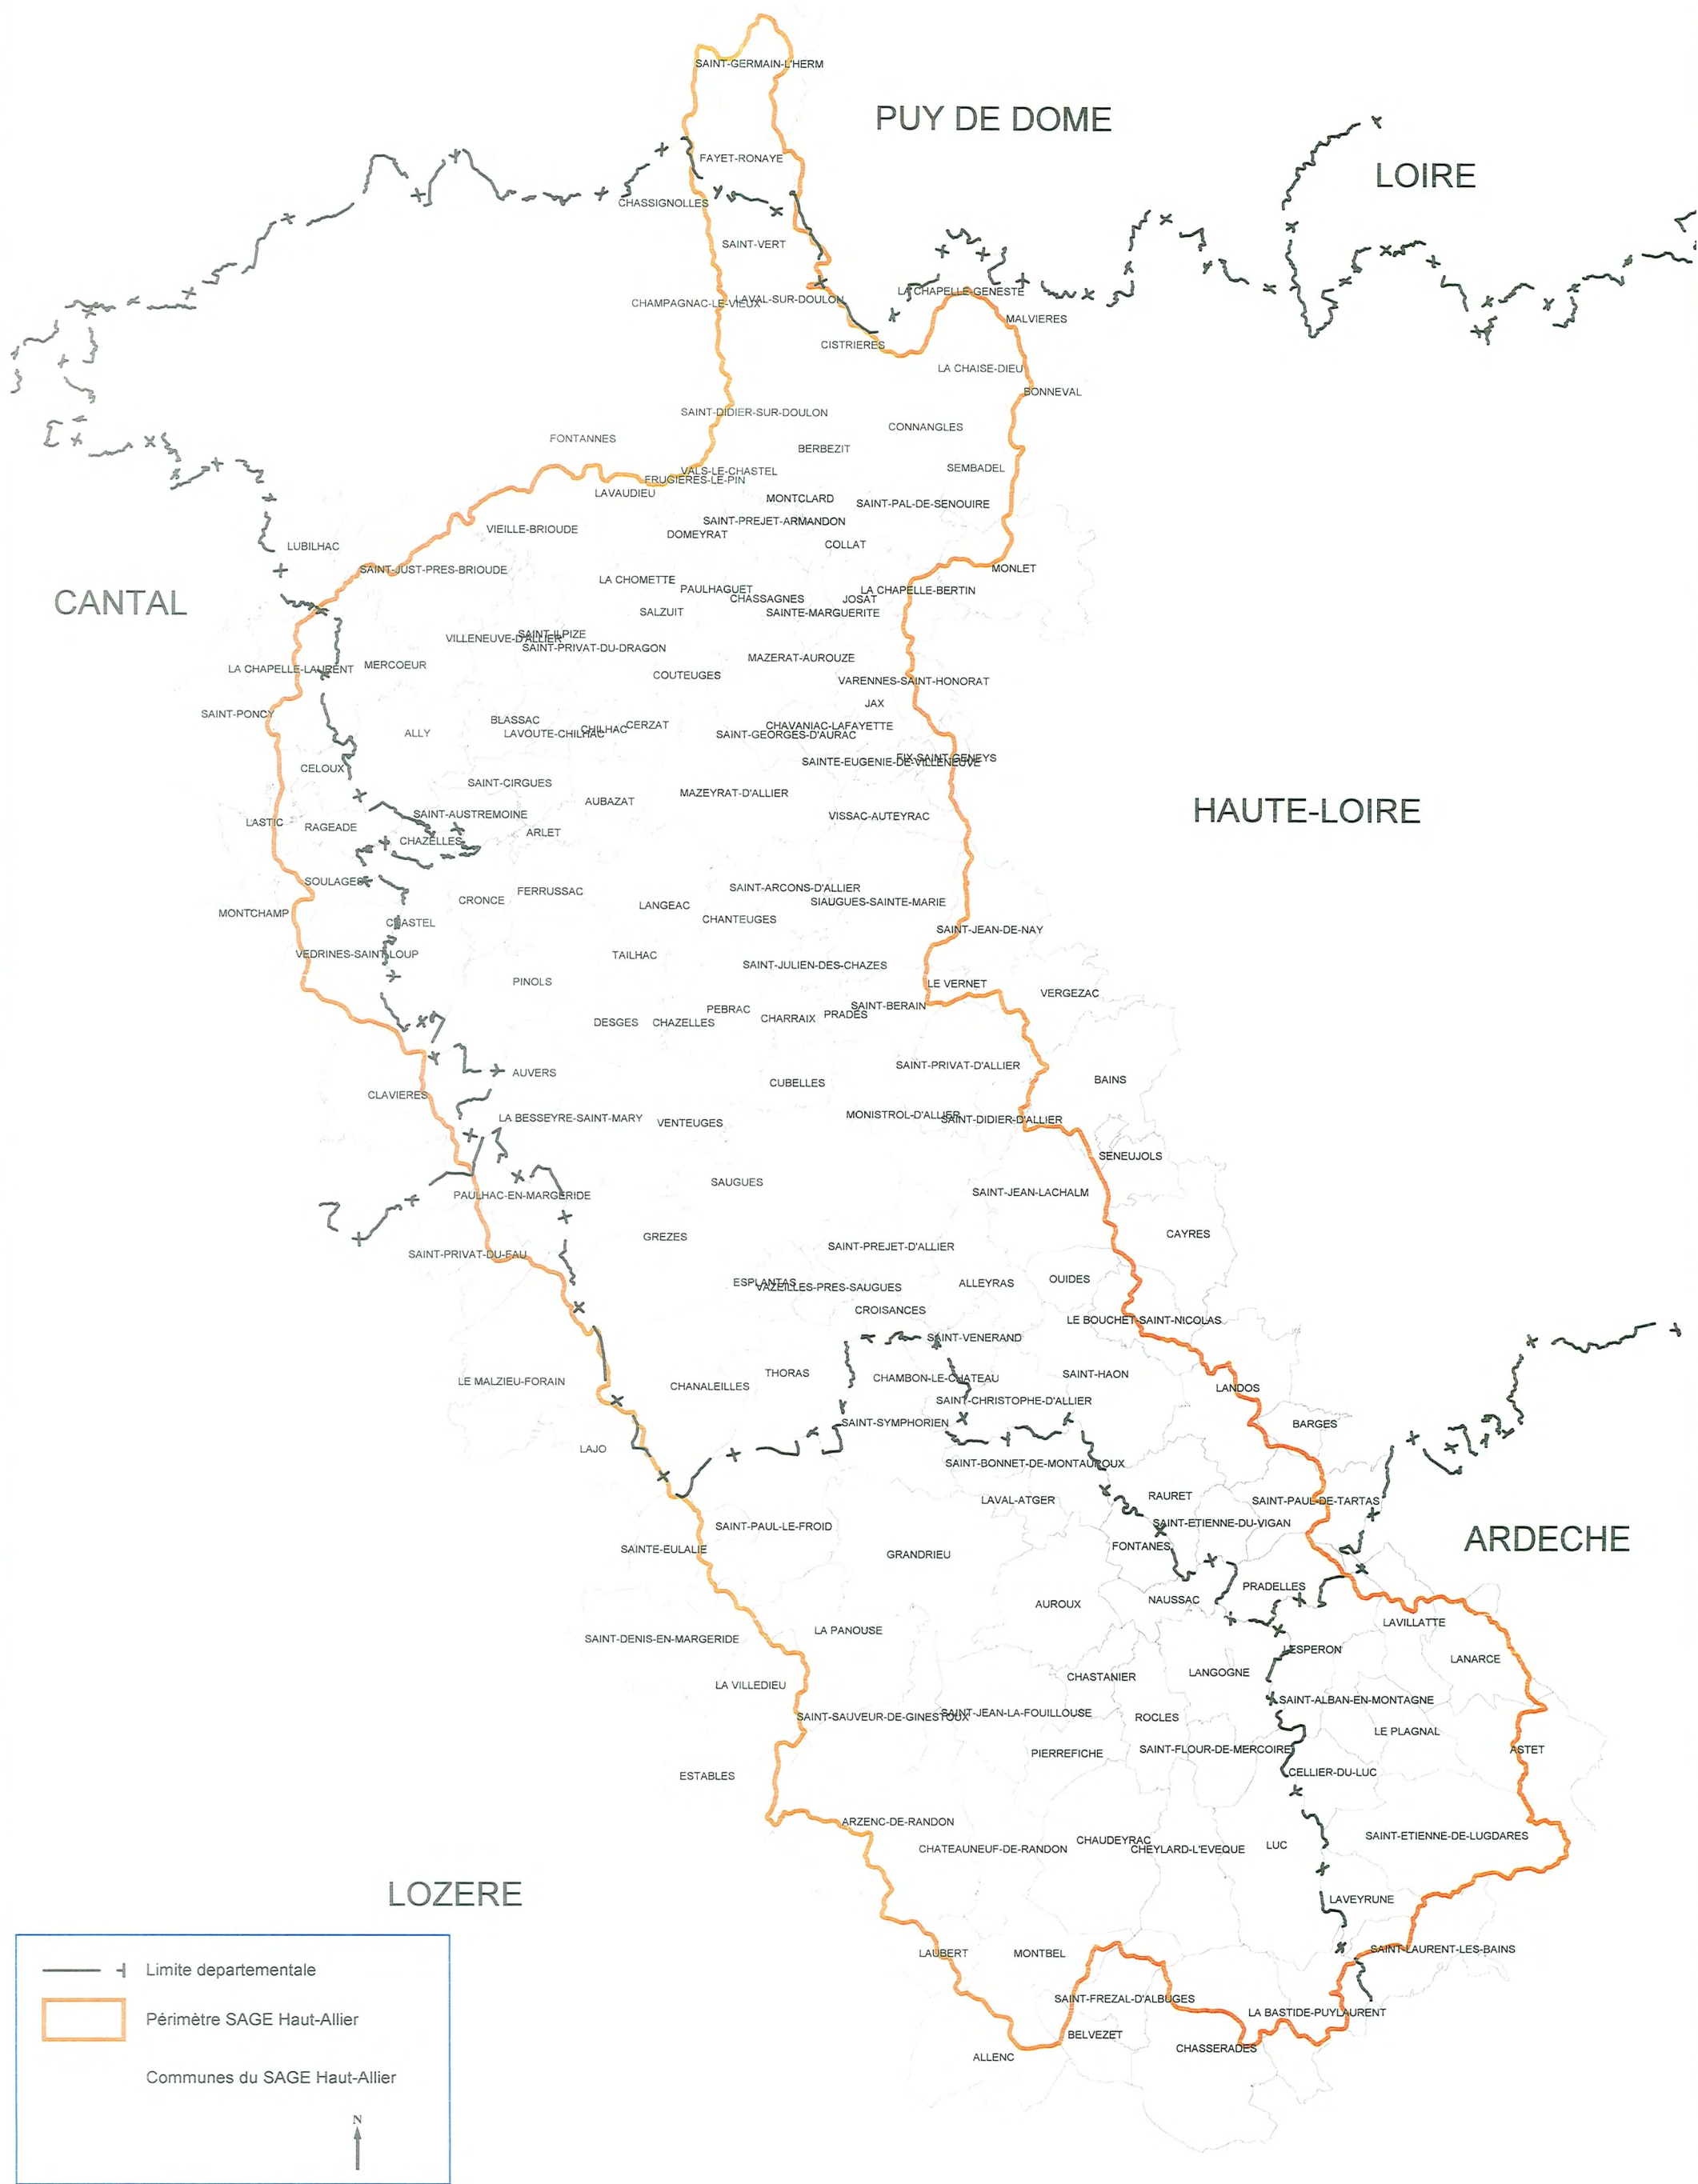 SAINT-GERMAIN-L'HERM
PUY DE DOME
LOIRE
FAYET-RONAYE
CHASSIGNOLLES
SAINT-VERT
LA CHAPELLE-GENESTE
CHAMPAGNAC-LE-VIEUX
LAVAL-SUR-DOULON
MALVIERES
CISTRIERES
LA CHAISE-DIEU
BONNEVAL
SAINT-DIDIER-SUR-DOULON
CONNANGLES
FONTANNES
BERBEZIT
SEMBADEL
VALS-LE-CHASTEL
FRUGIERES-LE-PIN
LAVAUDIEU
MONTCLARD
SAINT-PAL-DE-SENOUIRE
SAINT-PREJET-ARMANDON
VIEILLE-BRIOUDE
DOMEYRAT
COLLAT
LUBILHAC
SAINT-JUST-PRES-BRIOUDE
MONLET
LA CHOMETTE
PAULHAGUET
LA CHAPELLE-BERTIN
CHASSAGNES
JOSAT
CANTAL
SALZUIT
SAINTE-MARGUERITE
SAINT-ILPIZE
VILLENEUVE-D'ALLIER
SAINT-PRIVAT-DU-DRAGON
MAZERAT-AUROUZE
LA CHAPELLE-LAURENT
MERCOEUR
COUTEUGES
VARENNES-SAINT-HONORAT
JAX
SAINT-PONCY
BLASSAC
CERZAT
CHAVANIAC-LAFAYETTE
ALLY
LAVOUTE-CHILHAC
CHILHAC
SAINT-GEORGES-D'AURAC
FIX-SAINT-GENEYS
SAINTE-EUGENIE-DE-VILLENEUVE
CELOUX
SAINT-CIRGUES
MAZEYRAT-D'ALLIER
AUBAZAT
HAUTE-LOIRE
SAINT-AUSTREMOINE
VISSAC-AUTEYRAC
LASTIC
RAGEADE
ARLET
CHAZELLES
SOULAGES
SAINT-ARCONS-D'ALLIER
FERRUSSAC
CRONCE
SIAUGUES-SAINTE-MARIE
LANGEAC
MONTCHAMP
CHANTEUGES
CHASTEL
SAINT-JEAN-DE-NAY
VEDRINES-SAINT-LOUP
TAILHAC
SAINT-JULIEN-DES-CHAZES
PINOLS
LE VERNET
VERGEZAC
SAINT-BERAIN
PEBRAC
PRADES
DESGES
CHAZELLES
CHARRAIX
SAINT-PRIVAT-D'ALLIER
AUVERS
CUBELLES
BAINS
CLAVIERES
LA BESSEYRE-SAINT-MARY
VENTEUGES
MONISTROL-D'ALLIER
SAINT-DIDIER-D'ALLIER
SENEUJOLS
SAUGUES
PAULHAC-EN-MARGERIDE
SAINT-JEAN-LACHALM
GREZES
CAYRES
SAINT-PRIVAT-DU-FAU
SAINT-PREJET-D'ALLIER
ESPLANTAS
VAZEILLES-PRES-SAUGUES
ALLEYRAS
OUIDES
CROISANCES
LE BOUCHET-SAINT-NICOLAS
SAINT-VENERAND
LE MALZIEU-FORAIN
THORAS
CHANALEILLES
CHAMBON-LE-CHATEAU
SAINT-HAON
LANDOS
SAINT-CHRISTOPHE-D'ALLIER
SAINT-SYMPHORIEN
BARGES
LAJO
SAINT-BONNET-DE-MONTAUROUX
LAVAL-ATGER
RAURET
SAINT-PAUL-DE-TARTAS
SAINT-PAUL-LE-FROID
SAINT-ETIENNE-DU-VIGAN
ARDECHE
SAINTE-EULALIE
GRANDRIEU
FONTANES
PRADELLES
AUROUX
NAUSSAC
LAVILLATTE
LA PANOUSE
SAINT-DENIS-EN-MARGERIDE
LESPERON
LANARCE
LA VILLEDIEU
CHASTANIER
LANGOGNE
SAINT-ALBAN-EN-MONTAGNE
SAINT-SAUVEUR-DE-GINESTOUX
SAINT-JEAN-LA-FOUILLOUSE
ROCLES
LE PLAGNAL
PIERREFICHE
SAINT-FLOUR-DE-MERCOIRE
ASTET
ESTABLES
CELLIER-DU-LUC
ARZENC-DE-RANDON
CHATEAUNEUF-DE-RANDON
CHAUDEYRAC
CHEYLARD-L'EVEQUE
LUC
SAINT-ETIENNE-DE-LUGDARES
LOZERE
LAVEYRUNE
LAUBERT
MONTBEL
SAINT-LAURENT-LES-BAINS
SAINT-FREZAL-D'ALBUGES
LA BASTIDE-PUYLAURENT
BELVEZET
CHASSERADES
ALLENC
Limite departementale
Périmètre SAGE Haut-Allier
Communes du SAGE Haut-Allier
N